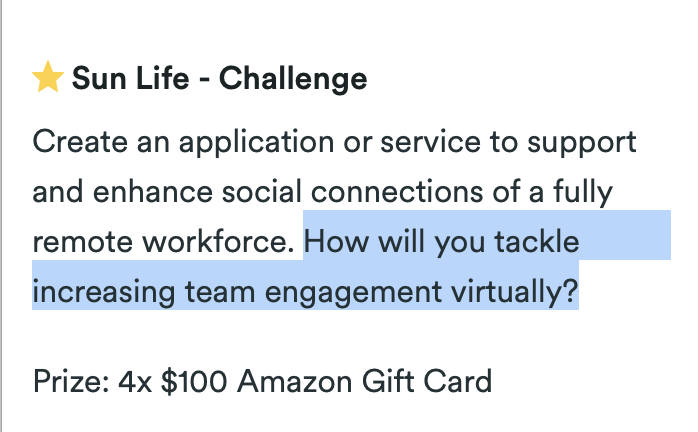 ⭐ Sun Life - Challenge
Create an application or service to support
and enhance social connections of a fully
remote workforce. How will you tackle
increasing team engagement virtually?
Prize: 4x $100 Amazon Gift Card